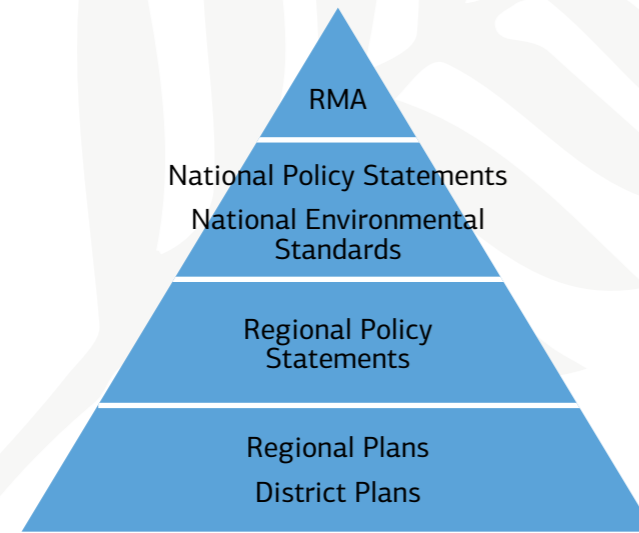 RMA
National Policy Statements
National Environmental
Standards
Regional Policy
Statements
Regional Plans
District Plans